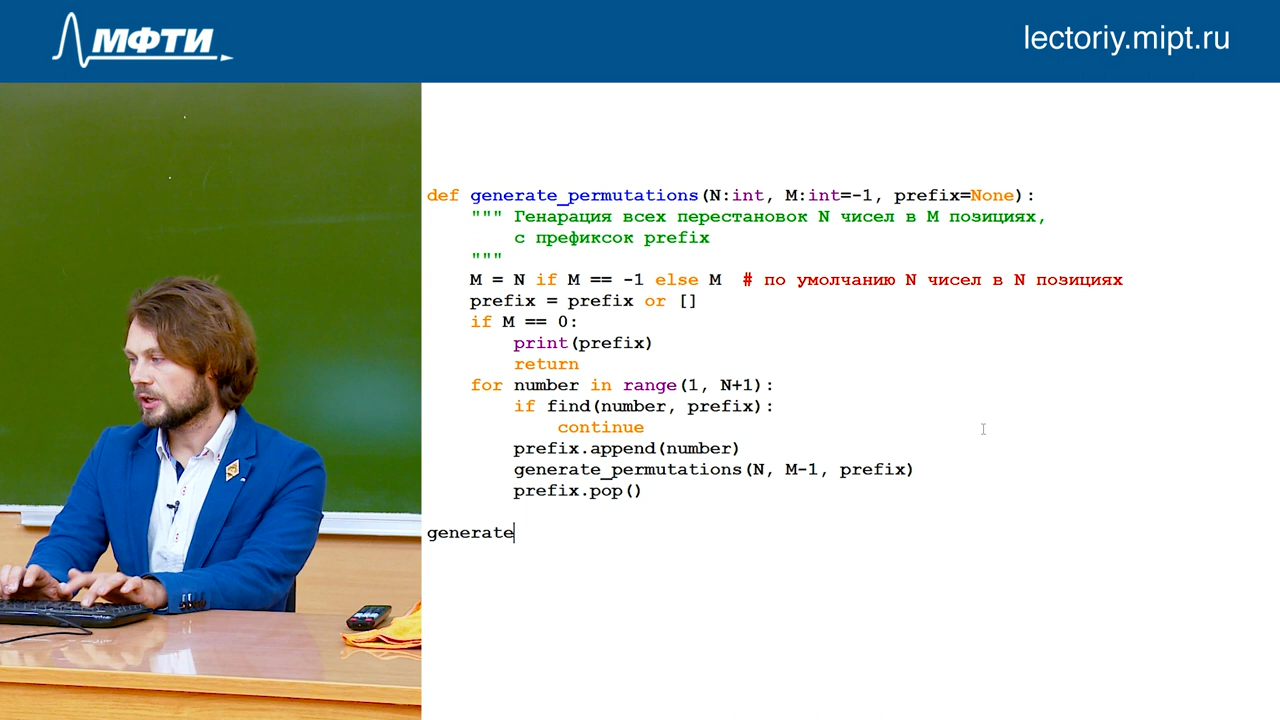 МФТИ
lectoriy.mipt.ru
def generate_permutations(N:int, M:int=-1, prefix=None):
    """ Генарация всех перестановок N чисел в M позициях,
        с префиксок prefix
    """
    M = N if M == -1 else M  # по умолчанию N чисел в N позициях
    prefix = prefix or []
    if M == 0:
        print(prefix)
        return
    for number in range(1, N+1):
        if find(number, prefix):
            continue
        prefix.append(number)
        generate_permutations(N, M-1, prefix)
        prefix.pop()
generate